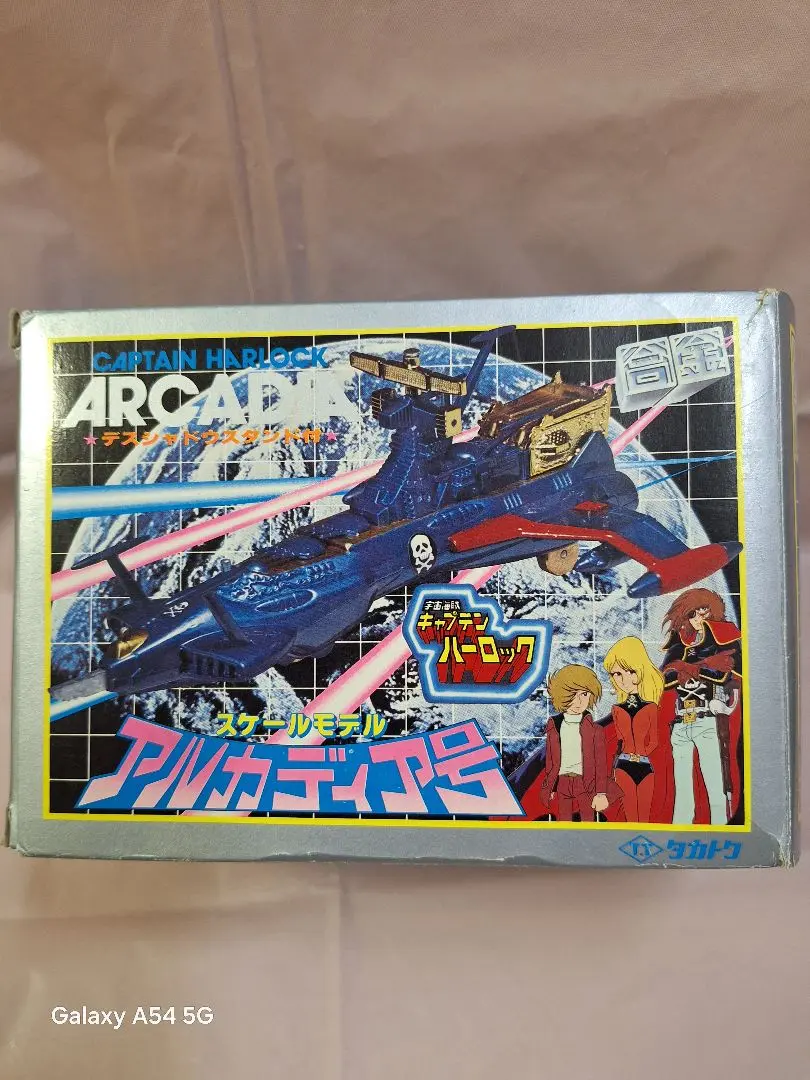 CAPTAIN HARLOCK
ARCADIA
★デスシャドウスタンド付★
合金
宇宙海賊
キャプテン
ハーロック
スケールモデル
アルカディア号
T.T タカトク
Galaxy A54 5G